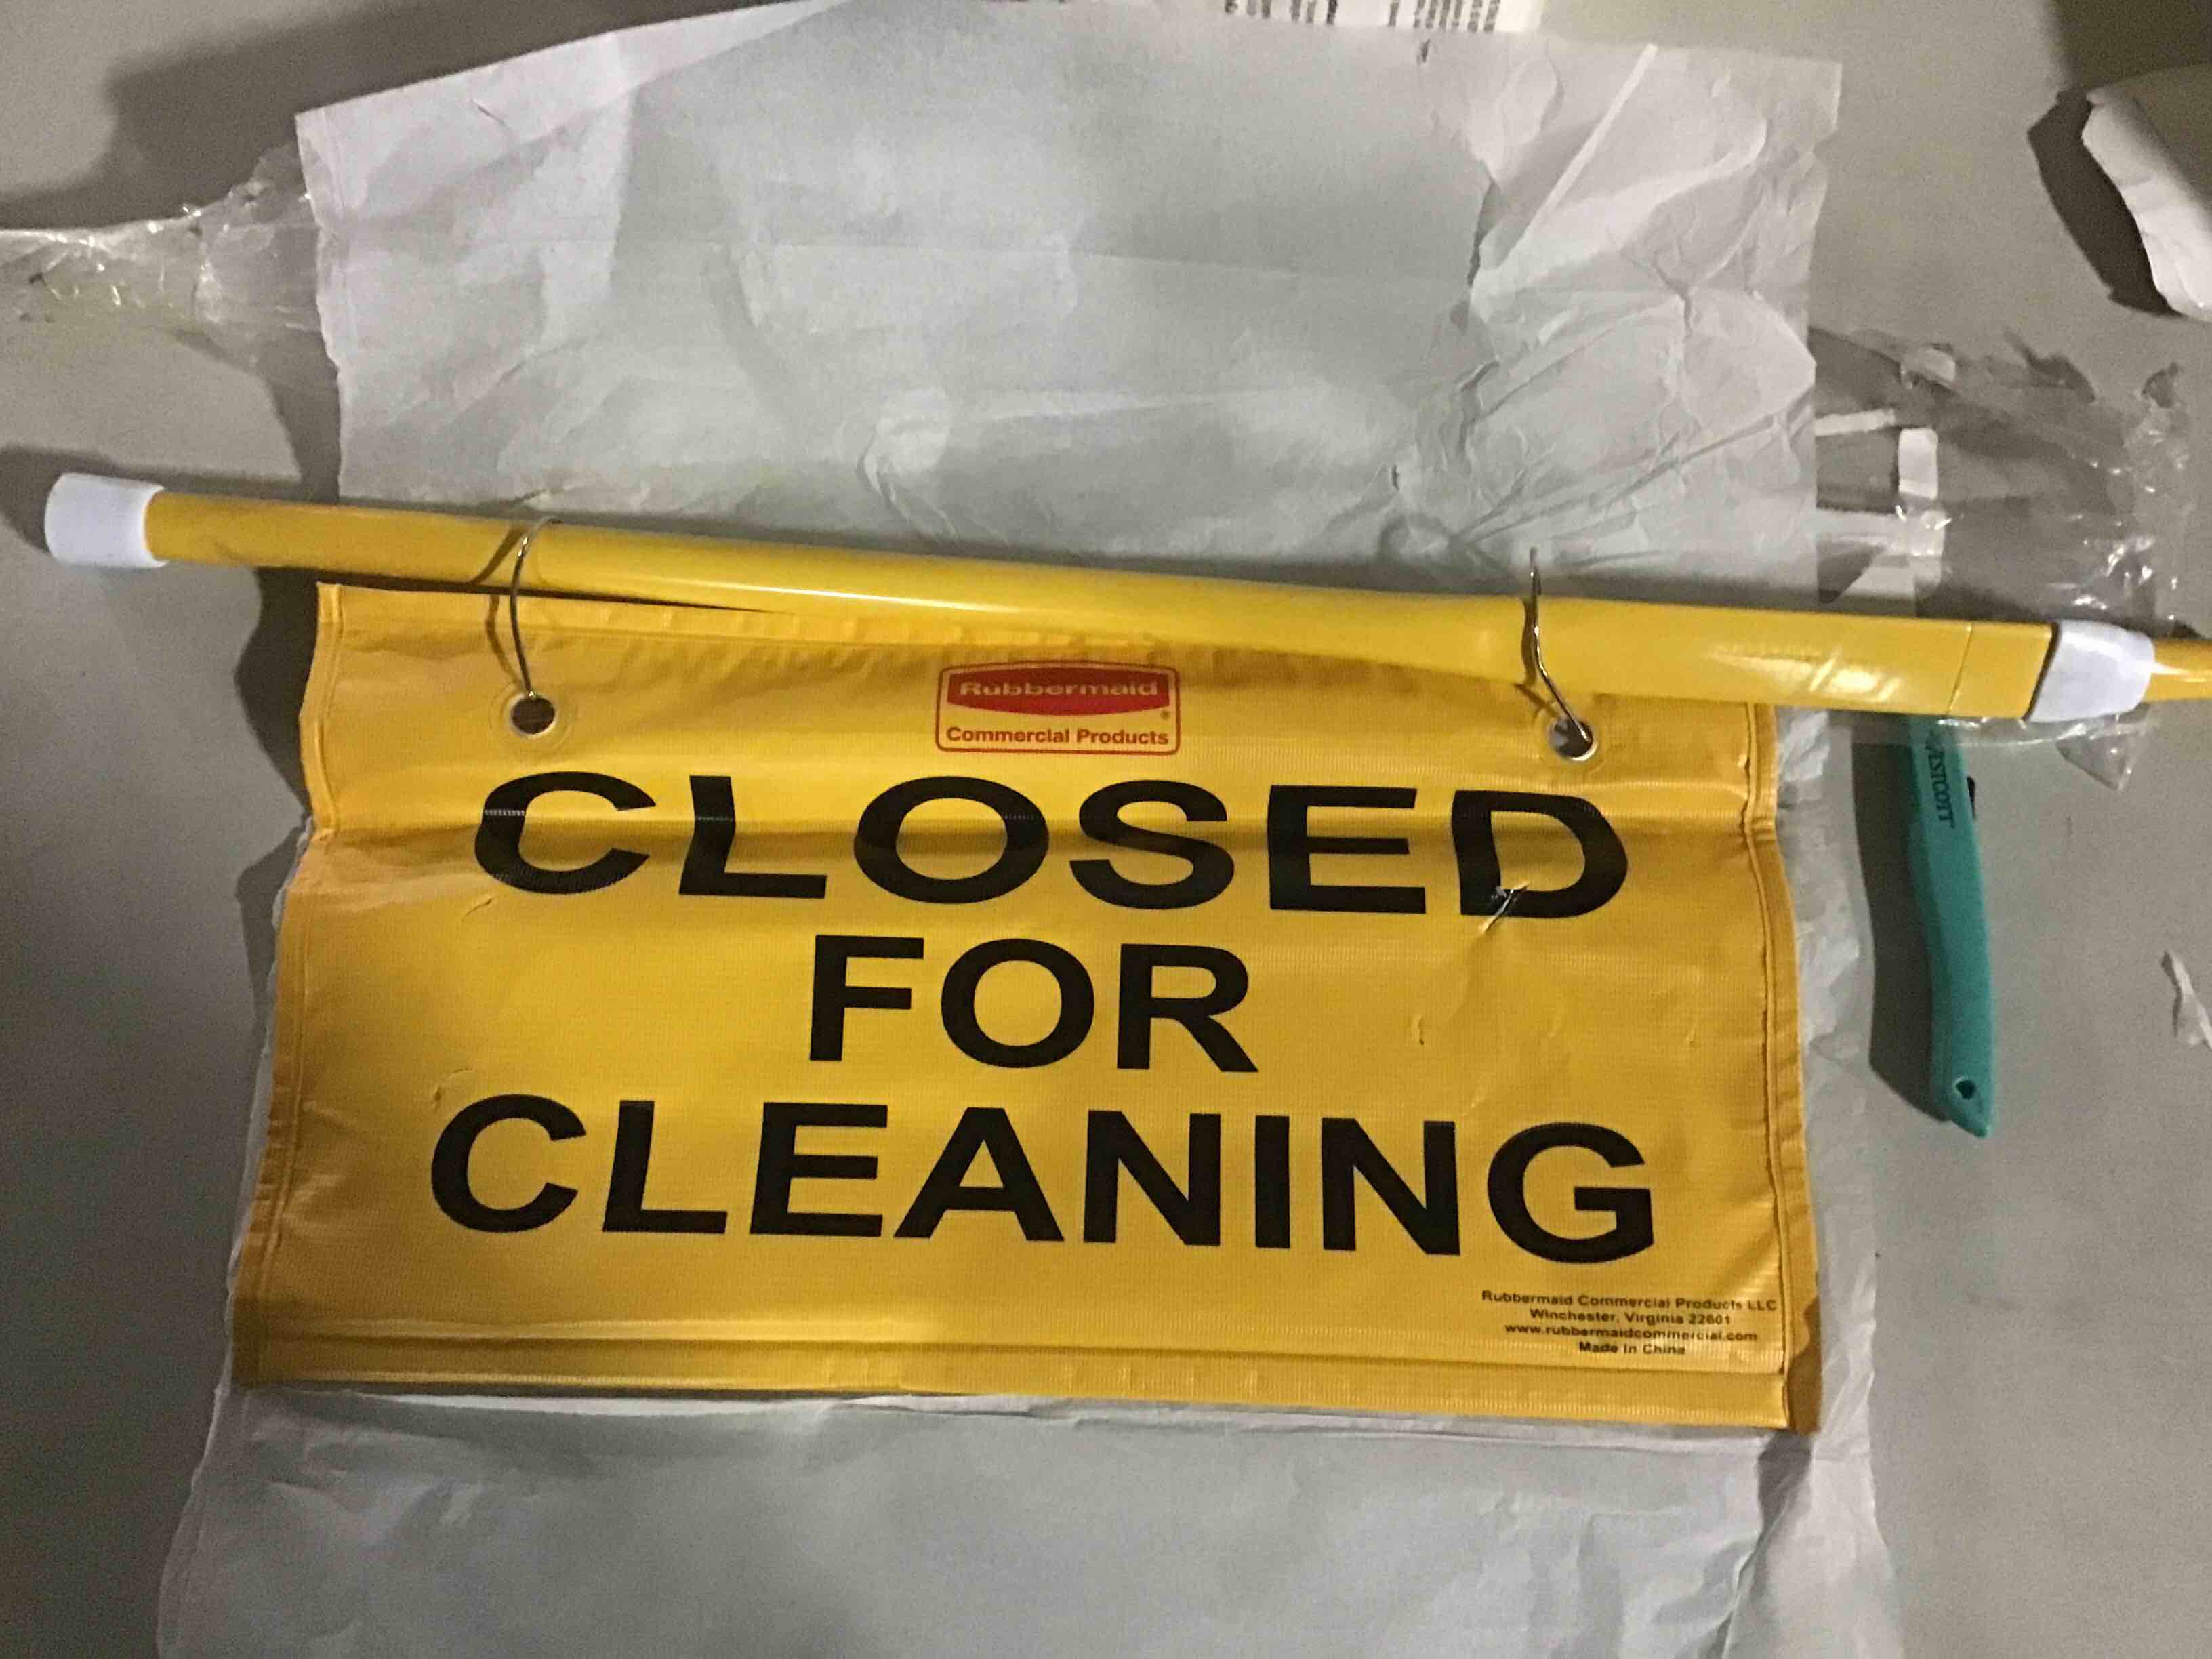 Rubbermaid
®
Commercial Products
CLOSED
FOR
CLEANING
Rubbermaid Commercial Products LLC
Winchester, Virginia 22601
www.rubbermaidcommercial.com
Made In China